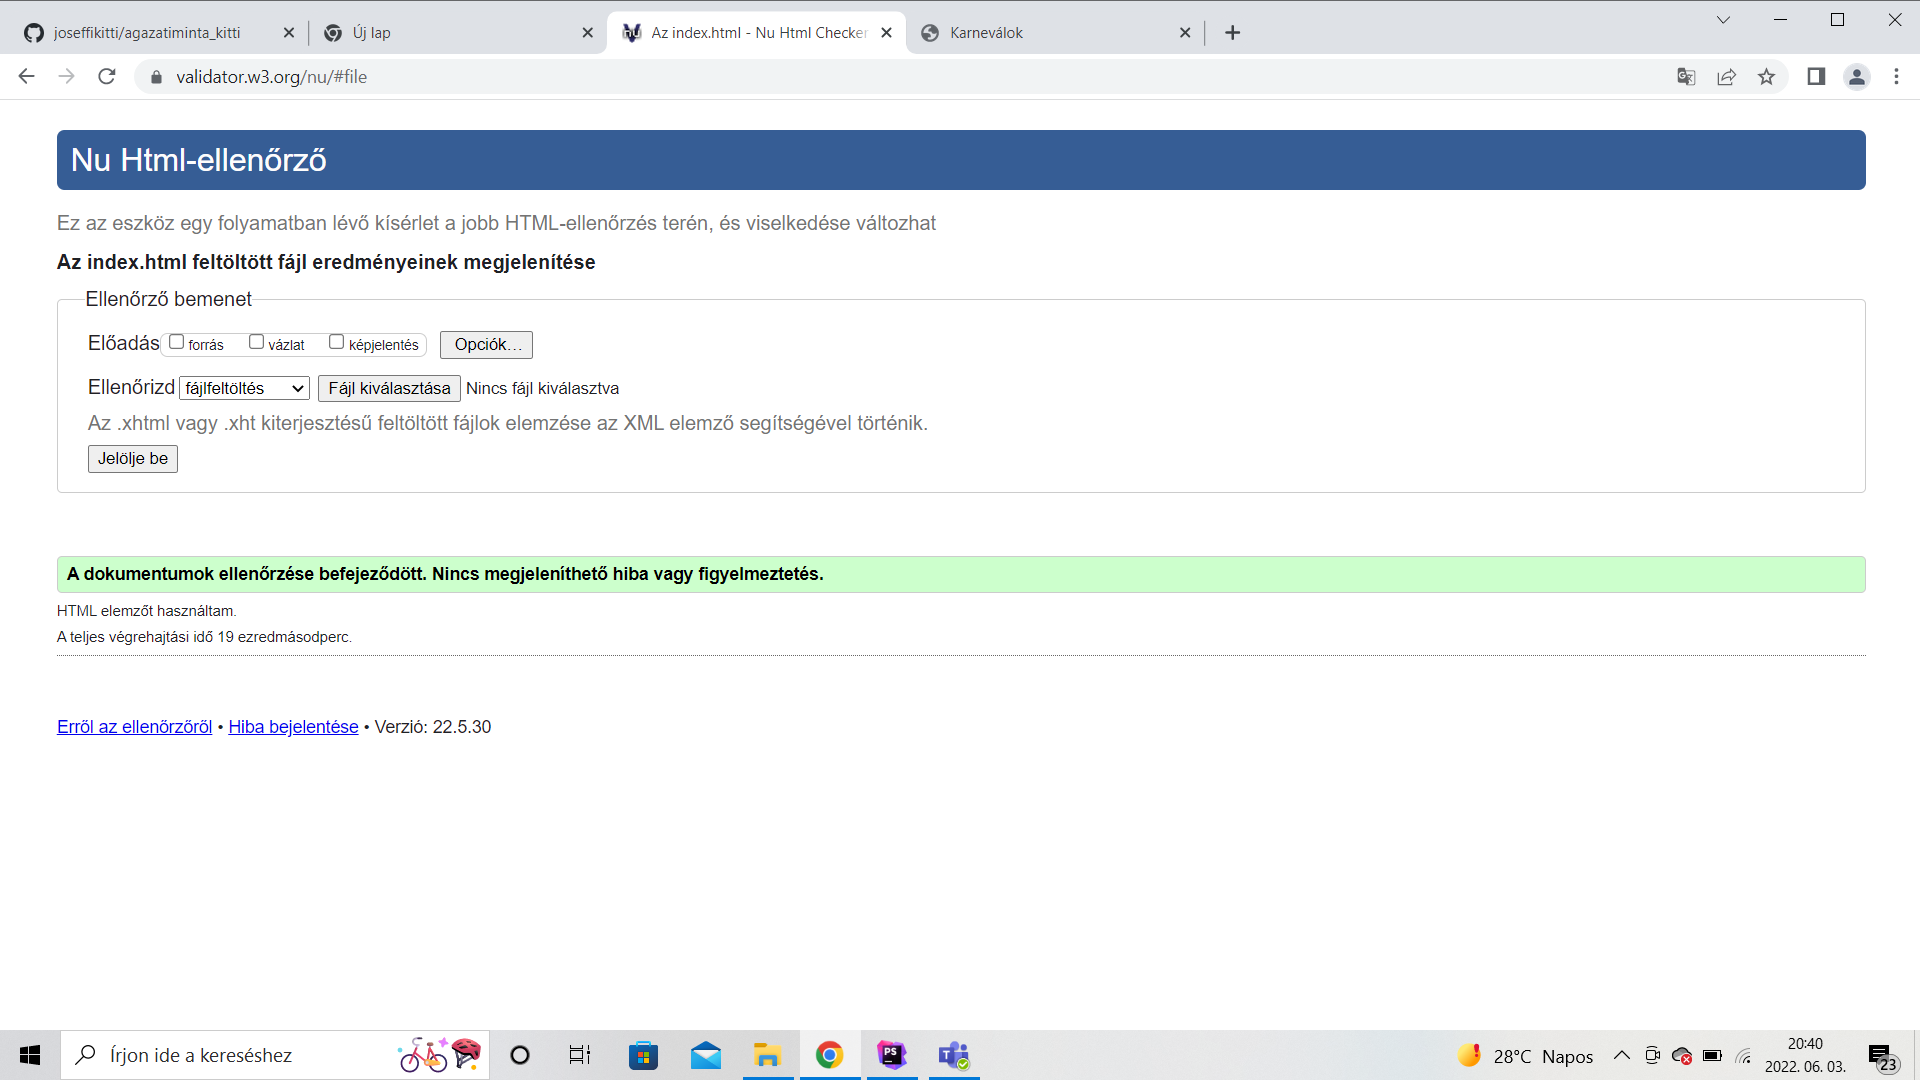 joseffikitti/agazatiminta_kitti
Új lap
Az index.html - Nu Html Checker
Karneválok
validator.w3.org/nu/#file
Nu Html-ellenőrző
Ez az eszköz egy folyamatban lévő kísérlet a jobb HTML-ellenőrzés terén, és viselkedése változhat
Az index.html feltöltött fájl eredményeinek megjelenítése
Ellenőrző bemenet
Előadás forrás vázlat képjelentés Opciók...
Ellenőrizd fájlfeltöltés Fájl kiválasztása Nincs fájl kiválasztva
Az .xhtml vagy .xht kiterjesztésű feltöltött fájlok elemzése az XML elemző segítségével történik.
Jelölje be
A dokumentumok ellenőrzése befejeződött. Nincs megjeleníthető hiba vagy figyelmeztetés.
HTML elemzőt használtam.
A teljes végrehajtási idő 19 ezredmásodperc.
Erről az ellenőrzőről • Hiba bejelentése • Verzió: 22.5.30
Írjon ide a kereséshez
PS
T
28°C Napos
20:40
2022. 06. 03.
23